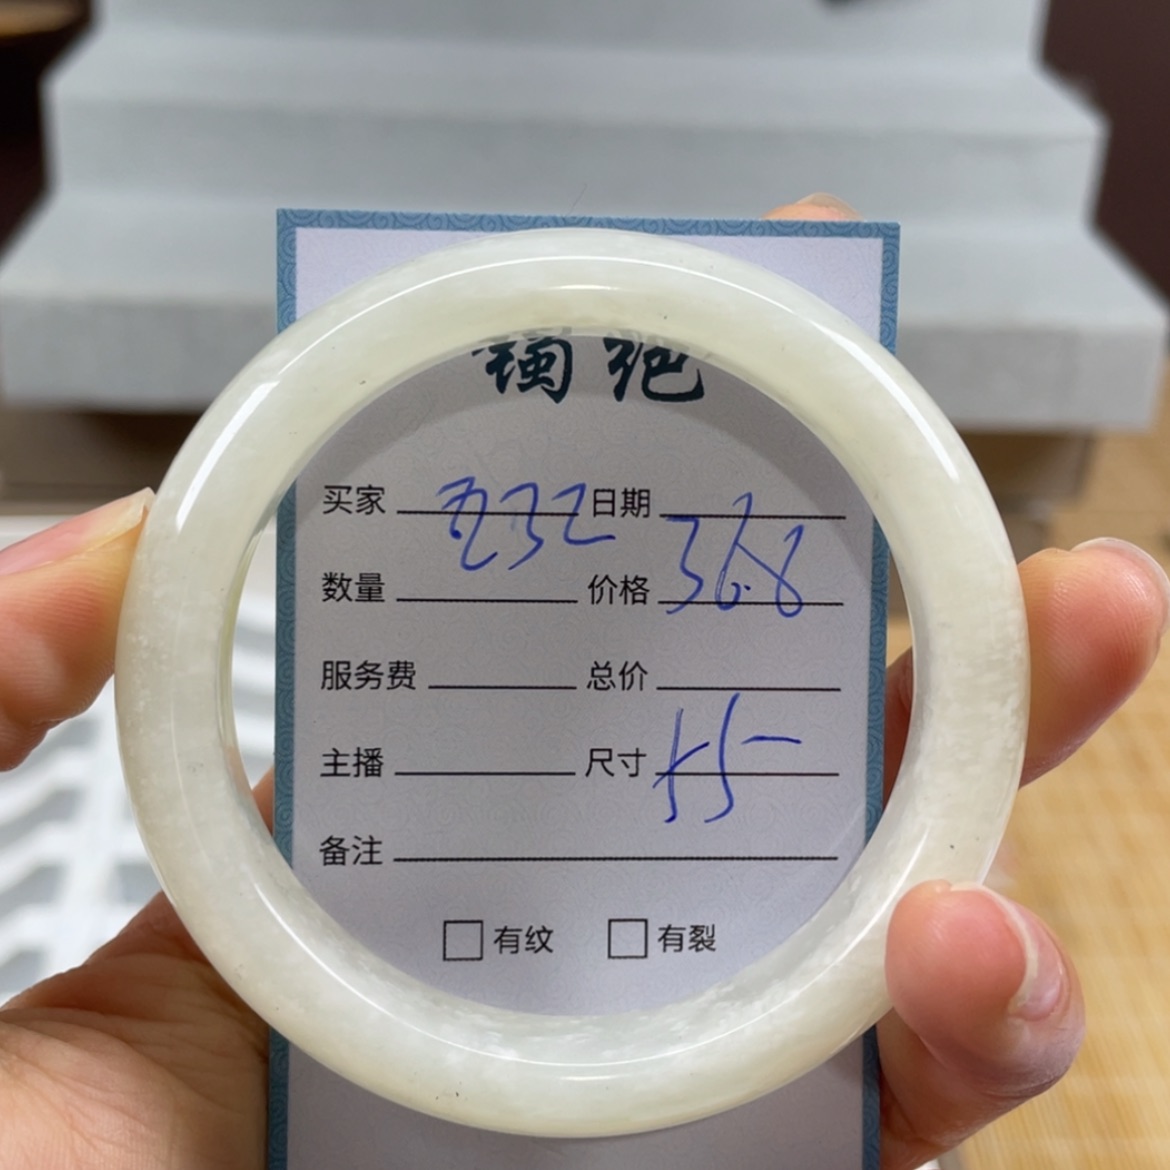 买家 日期
数量 价格 368
服务费 总价
主播 尺寸 55
备注
□ 有纹 □ 有裂